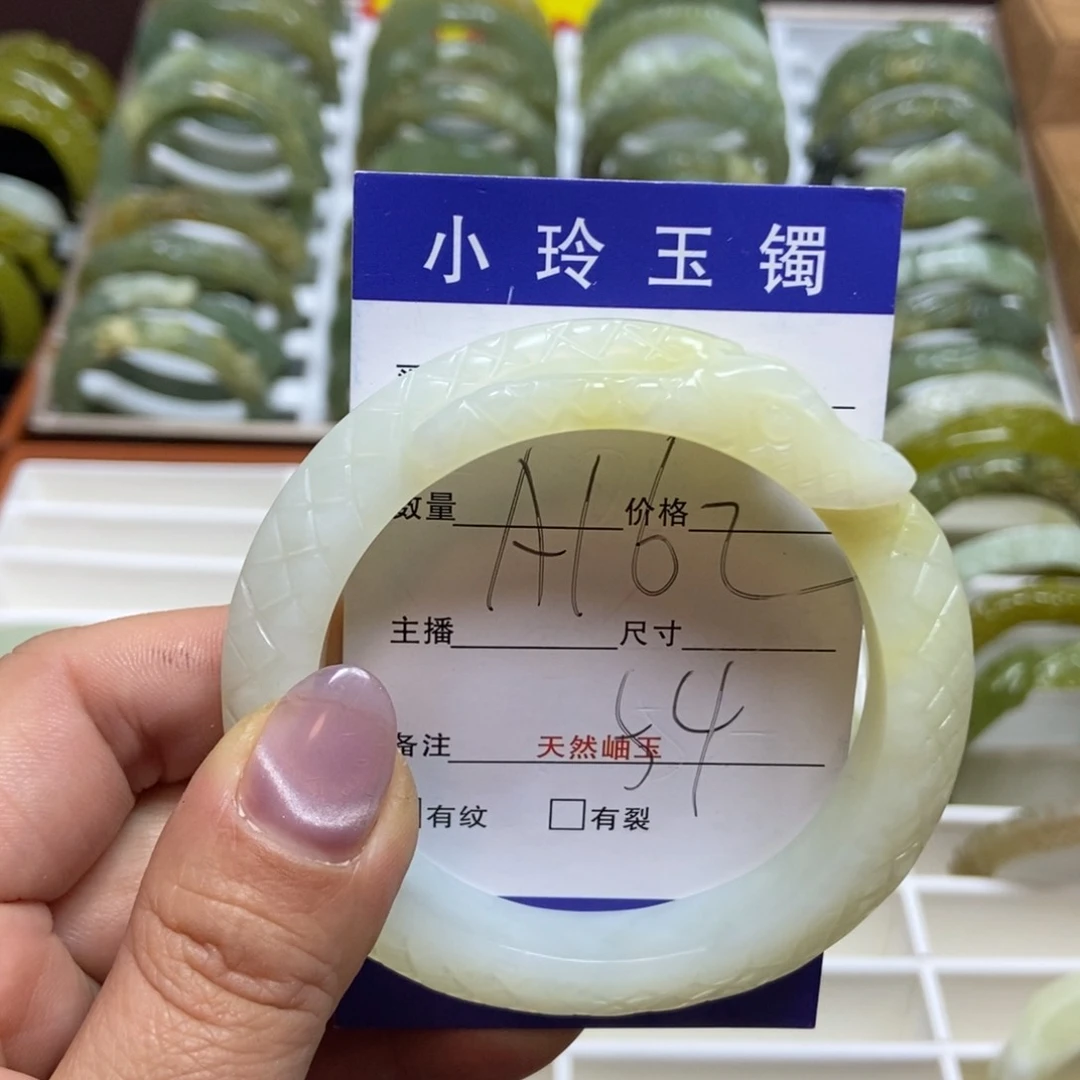 小玲玉镯
数量 价格
A162
主播 尺寸
54
备注 天然岫玉
有纹 有裂